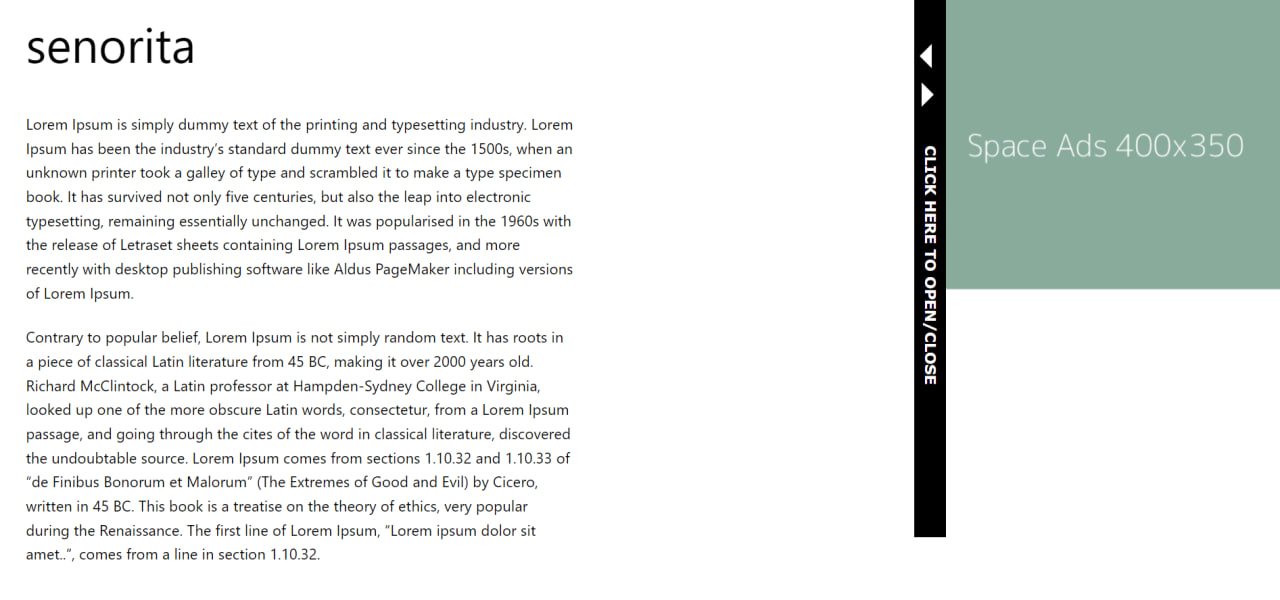 senorita
Lorem Ipsum is simply dummy text of the printing and typesetting industry. Lorem
Ipsum has been the industry’s standard dummy text ever since the 1500s, when an
unknown printer took a galley of type and scrambled it to make a type specimen
book. It has survived not only five centuries, but also the leap into electronic
typesetting, remaining essentially unchanged. It was popularised in the 1960s with
the release of Letraset sheets containing Lorem Ipsum passages, and more
recently with desktop publishing software like Aldus PageMaker including versions
of Lorem Ipsum.
Contrary to popular belief, Lorem Ipsum is not simply random text. It has roots in
a piece of classical Latin literature from 45 BC, making it over 2000 years old.
Richard McClintock, a Latin professor at Hampden-Sydney College in Virginia,
looked up one of the more obscure Latin words, consectetur, from a Lorem Ipsum
passage, and going through the cites of the word in classical literature, discovered
the undoubtable source. Lorem Ipsum comes from sections 1.10.32 and 1.10.33 of
“de Finibus Bonorum et Malorum” (The Extremes of Good and Evil) by Cicero,
written in 45 BC. This book is a treatise on the theory of ethics, very popular
during the Renaissance. The first line of Lorem Ipsum, “Lorem ipsum dolor sit
amet..”, comes from a line in section 1.10.32.
CLICK HERE TO OPEN/CLOSE
Space Ads 400x350